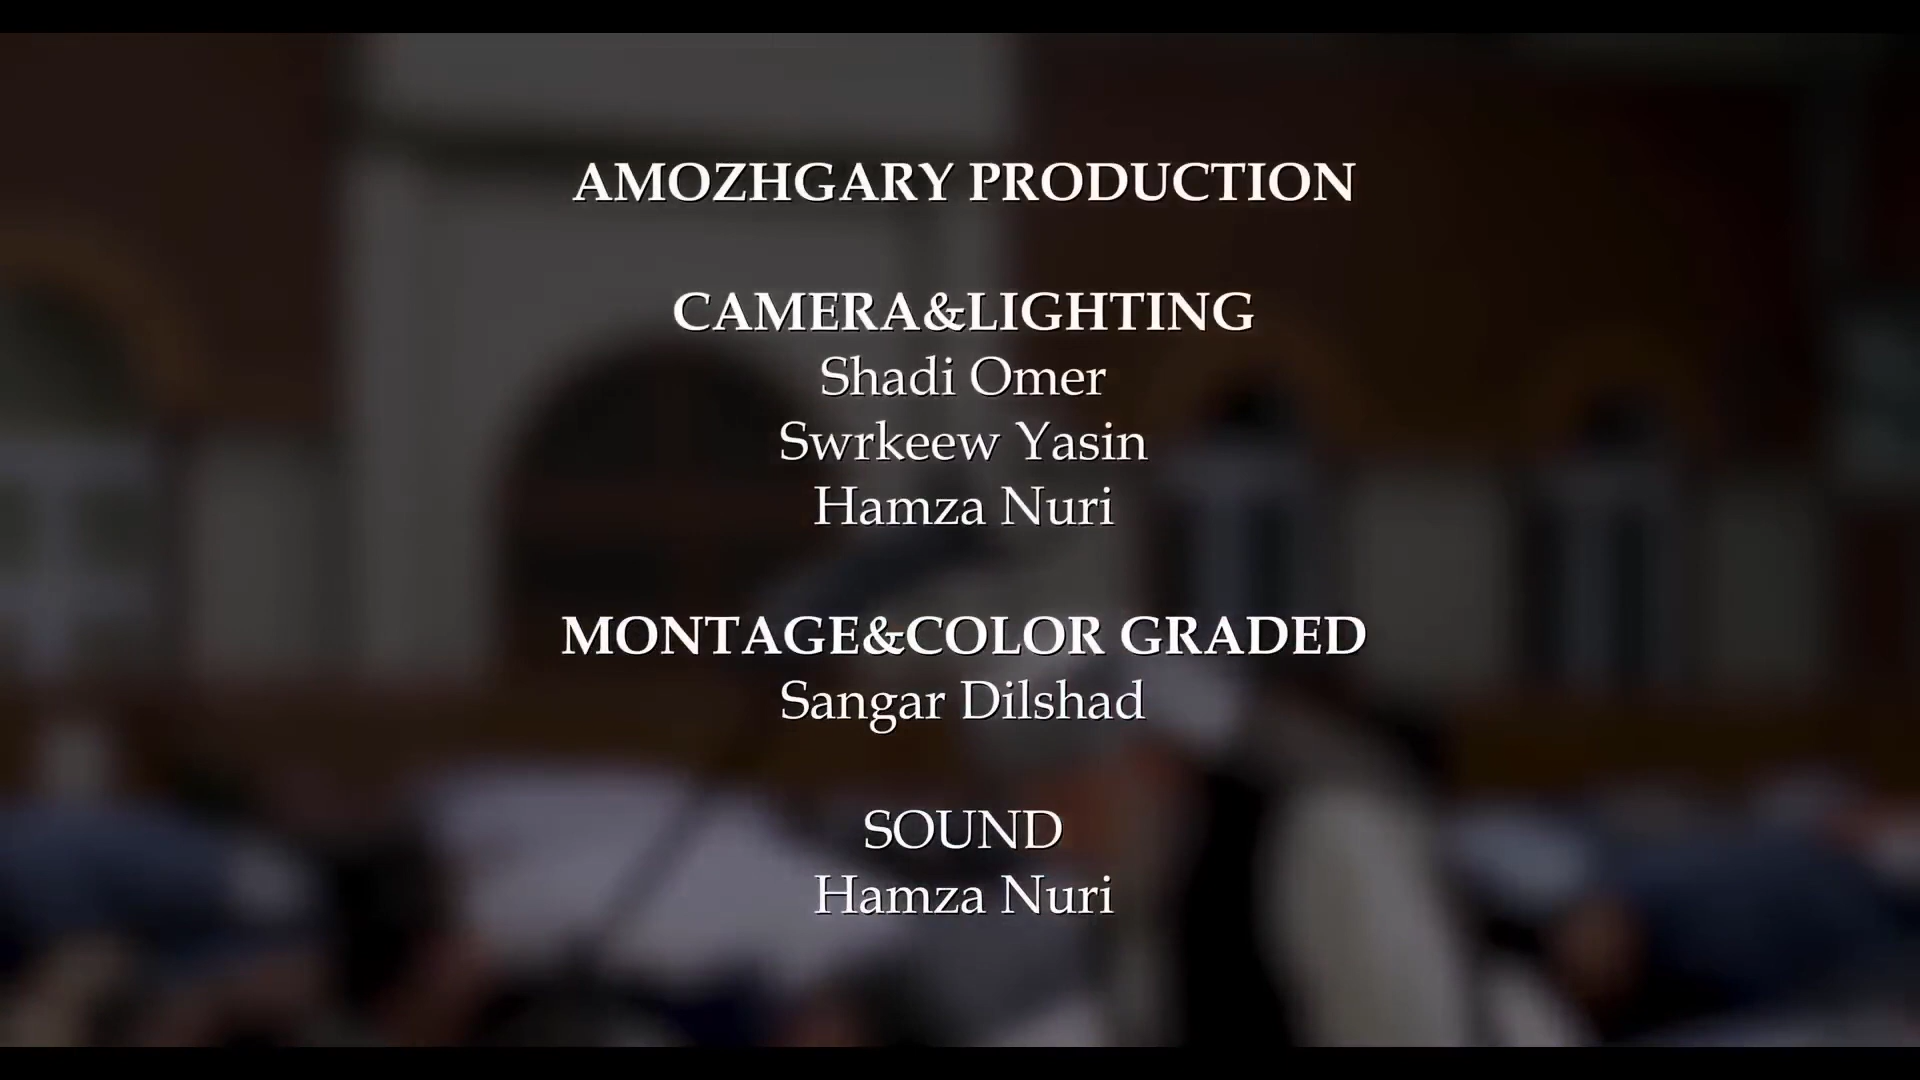 AMOZHGARY PRODUCTION
CAMERA&LIGHTING
Shadi Omer
Swrkeew Yasin
Hamza Nuri
MONTAGE&COLOR GRADED
Sangar Dilshad
SOUND
Hamza Nuri